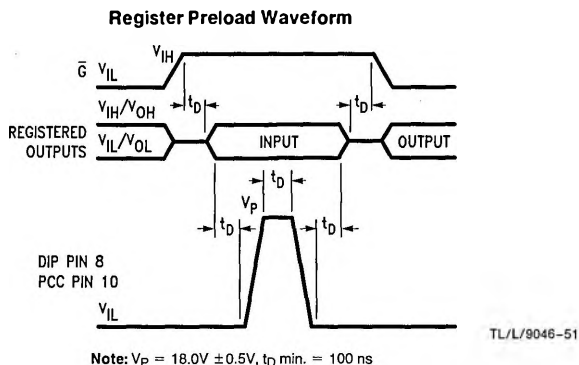 Register Preload Waveform
V_IH
G̅ V_IL
t_D t_D
V_IH/V_OH
REGISTERED OUTPUTS
V_IL/V_OL
INPUT
OUTPUT
t_D
V_P
t_D t_D
DIP PIN 8
PCC PIN 10
V_IL
TL/L/9046-51
Note: V_P = 18.0V ±0.5V, t_D min. = 100 ns